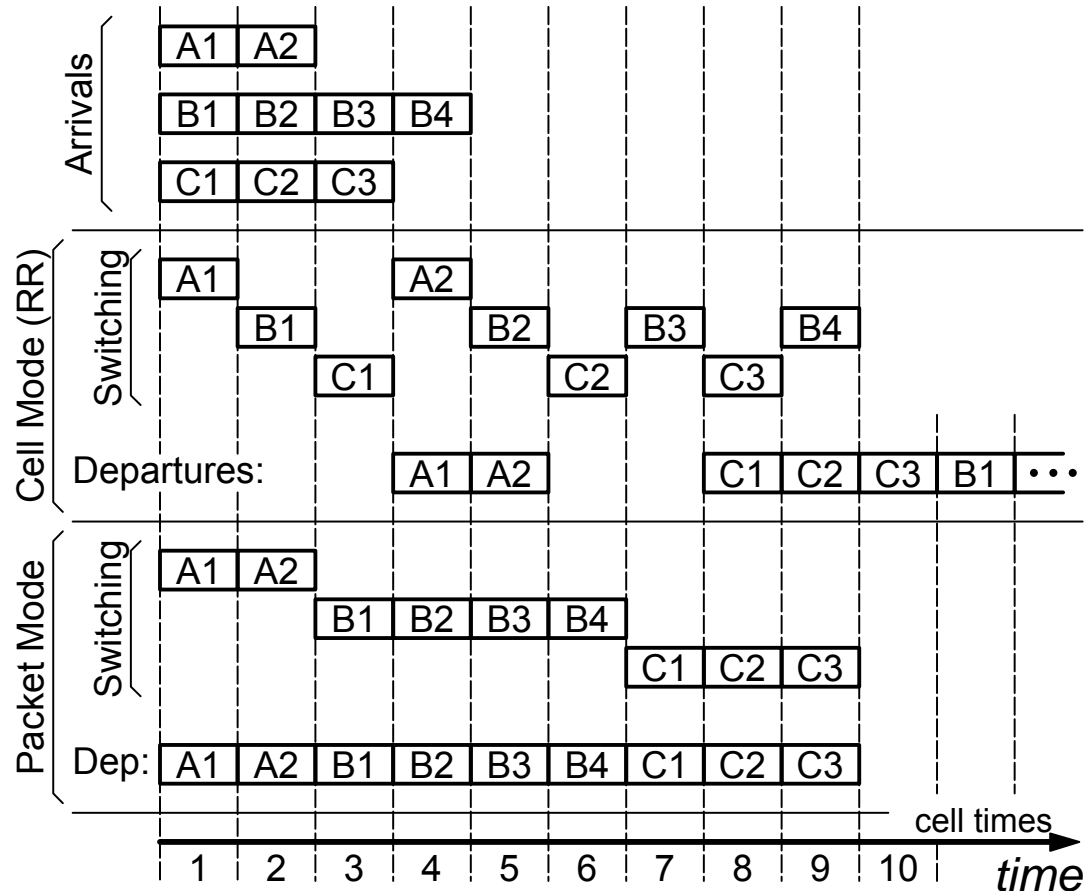 Arrivals
A1 A2
B1 B2 B3 B4
C1 C2 C3
Cell Mode (RR)
Switching
A1 A2
B1 B2 B3 B4
C1 C2 C3
Departures: A1 A2 C1 C2 C3 B1 • • •
Packet Mode
Switching
A1 A2
B1 B2 B3 B4
C1 C2 C3
Dep: A1 A2 B1 B2 B3 B4 C1 C2 C3
cell times
1 2 3 4 5 6 7 8 9 10 time